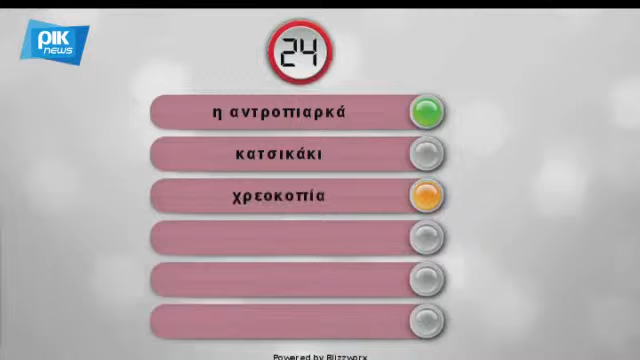 ρικ
news
24
η αντροπιαρκά
κατσικάκι
χρεοκοπία
Powered by Blizzworx